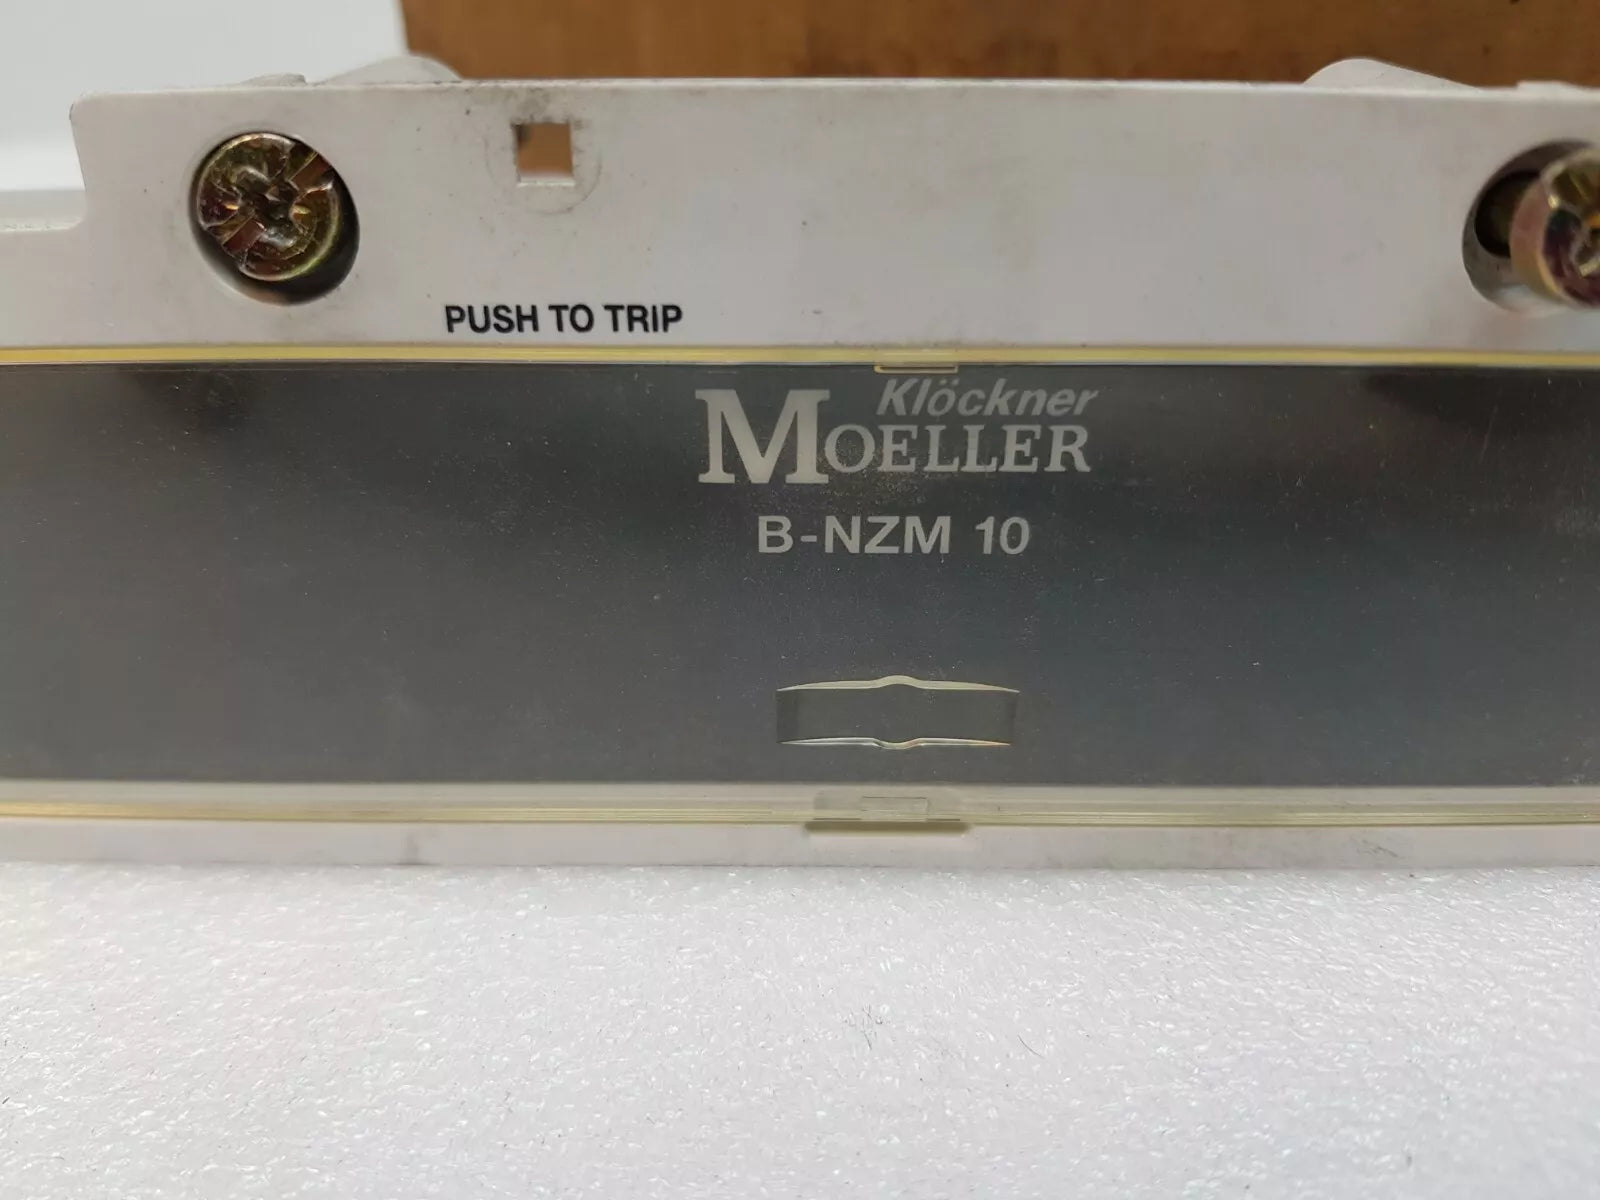 PUSH TO TRIP
Klöckner
MOELLER
B-NZM 10